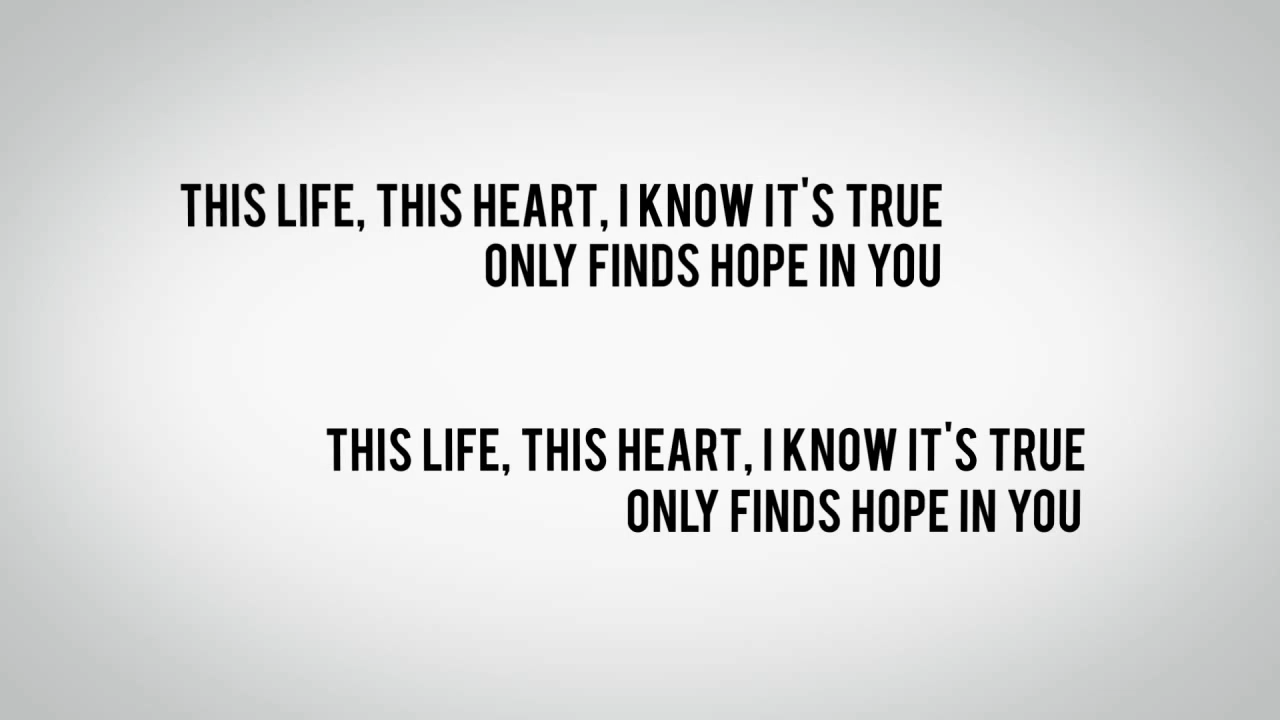 THIS LIFE, THIS HEART, I KNOW IT'S TRUE
ONLY FINDS HOPE IN YOU
THIS LIFE, THIS HEART, I KNOW IT'S TRUE
ONLY FINDS HOPE IN YOU